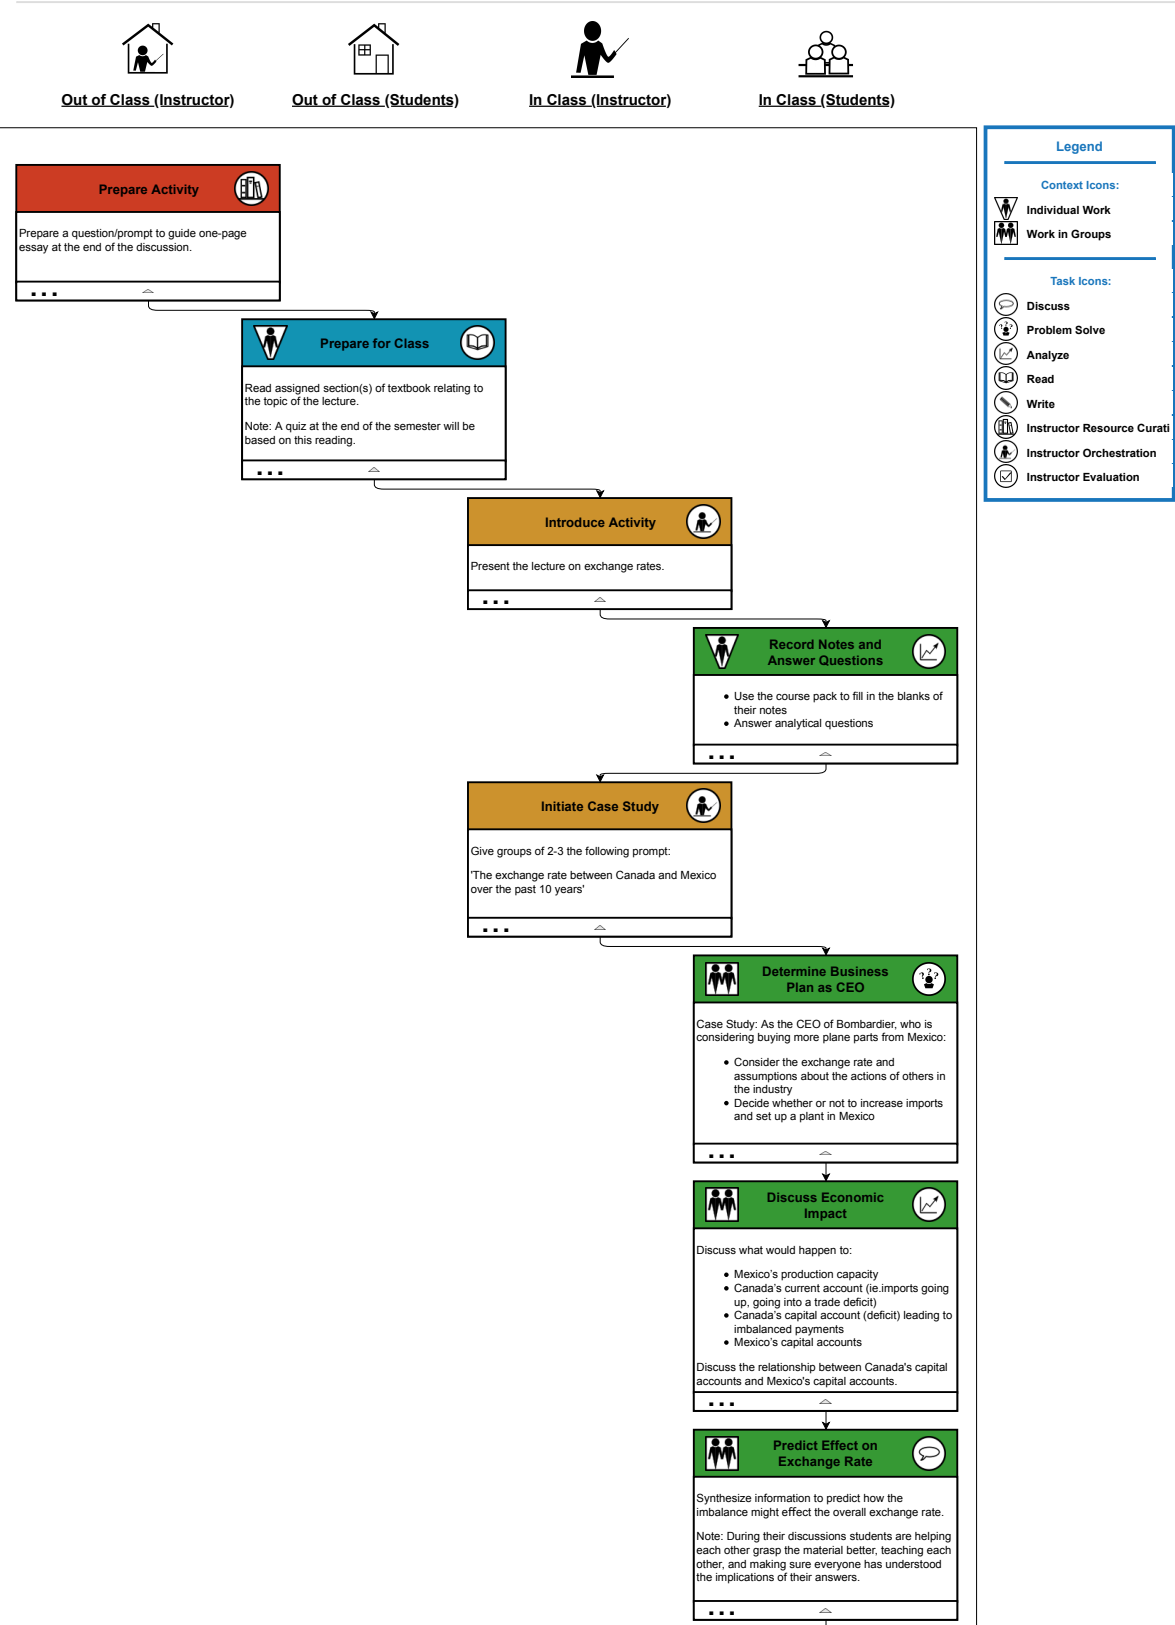 Out of Class (Instructor)
Out of Class (Students)
In Class (Instructor)
In Class (Students)
Legend
Context Icons:
Individual Work
Work in Groups
Task Icons:
Discuss
Problem Solve
Analyze
Read
Write
Instructor Resource Curati
Instructor Orchestration
Instructor Evaluation
Prepare Activity
Prepare a question/prompt to guide one-page
essay at the end of the discussion.
Prepare for Class
Read assigned section(s) of textbook relating to
the topic of the lecture.
Note: A quiz at the end of the semester will be
based on this reading.
Introduce Activity
Present the lecture on exchange rates.
Record Notes and
Answer Questions
• Use the course pack to fill in the blanks of
their notes
• Answer analytical questions
Initiate Case Study
Give groups of 2-3 the following prompt:
'The exchange rate between Canada and Mexico
over the past 10 years'
Determine Business
Plan as CEO
Case Study: As the CEO of Bombardier, who is
considering buying more plane parts from Mexico:
• Consider the exchange rate and
assumptions about the actions of others in
the industry
• Decide whether or not to increase imports
and set up a plant in Mexico
Discuss Economic
Impact
Discuss what would happen to:
• Mexico's production capacity
• Canada's current account (ie.imports going
up, going into a trade deficit)
• Canada's capital account (deficit) leading to
imbalanced payments
• Mexico's capital accounts
Discuss the relationship between Canada's capital
accounts and Mexico's capital accounts.
Predict Effect on
Exchange Rate
Synthesize information to predict how the
imbalance might effect the overall exchange rate.
Note: During their discussions students are helping
each other grasp the material better, teaching each
other, and making sure everyone has understood
the implications of their answers.